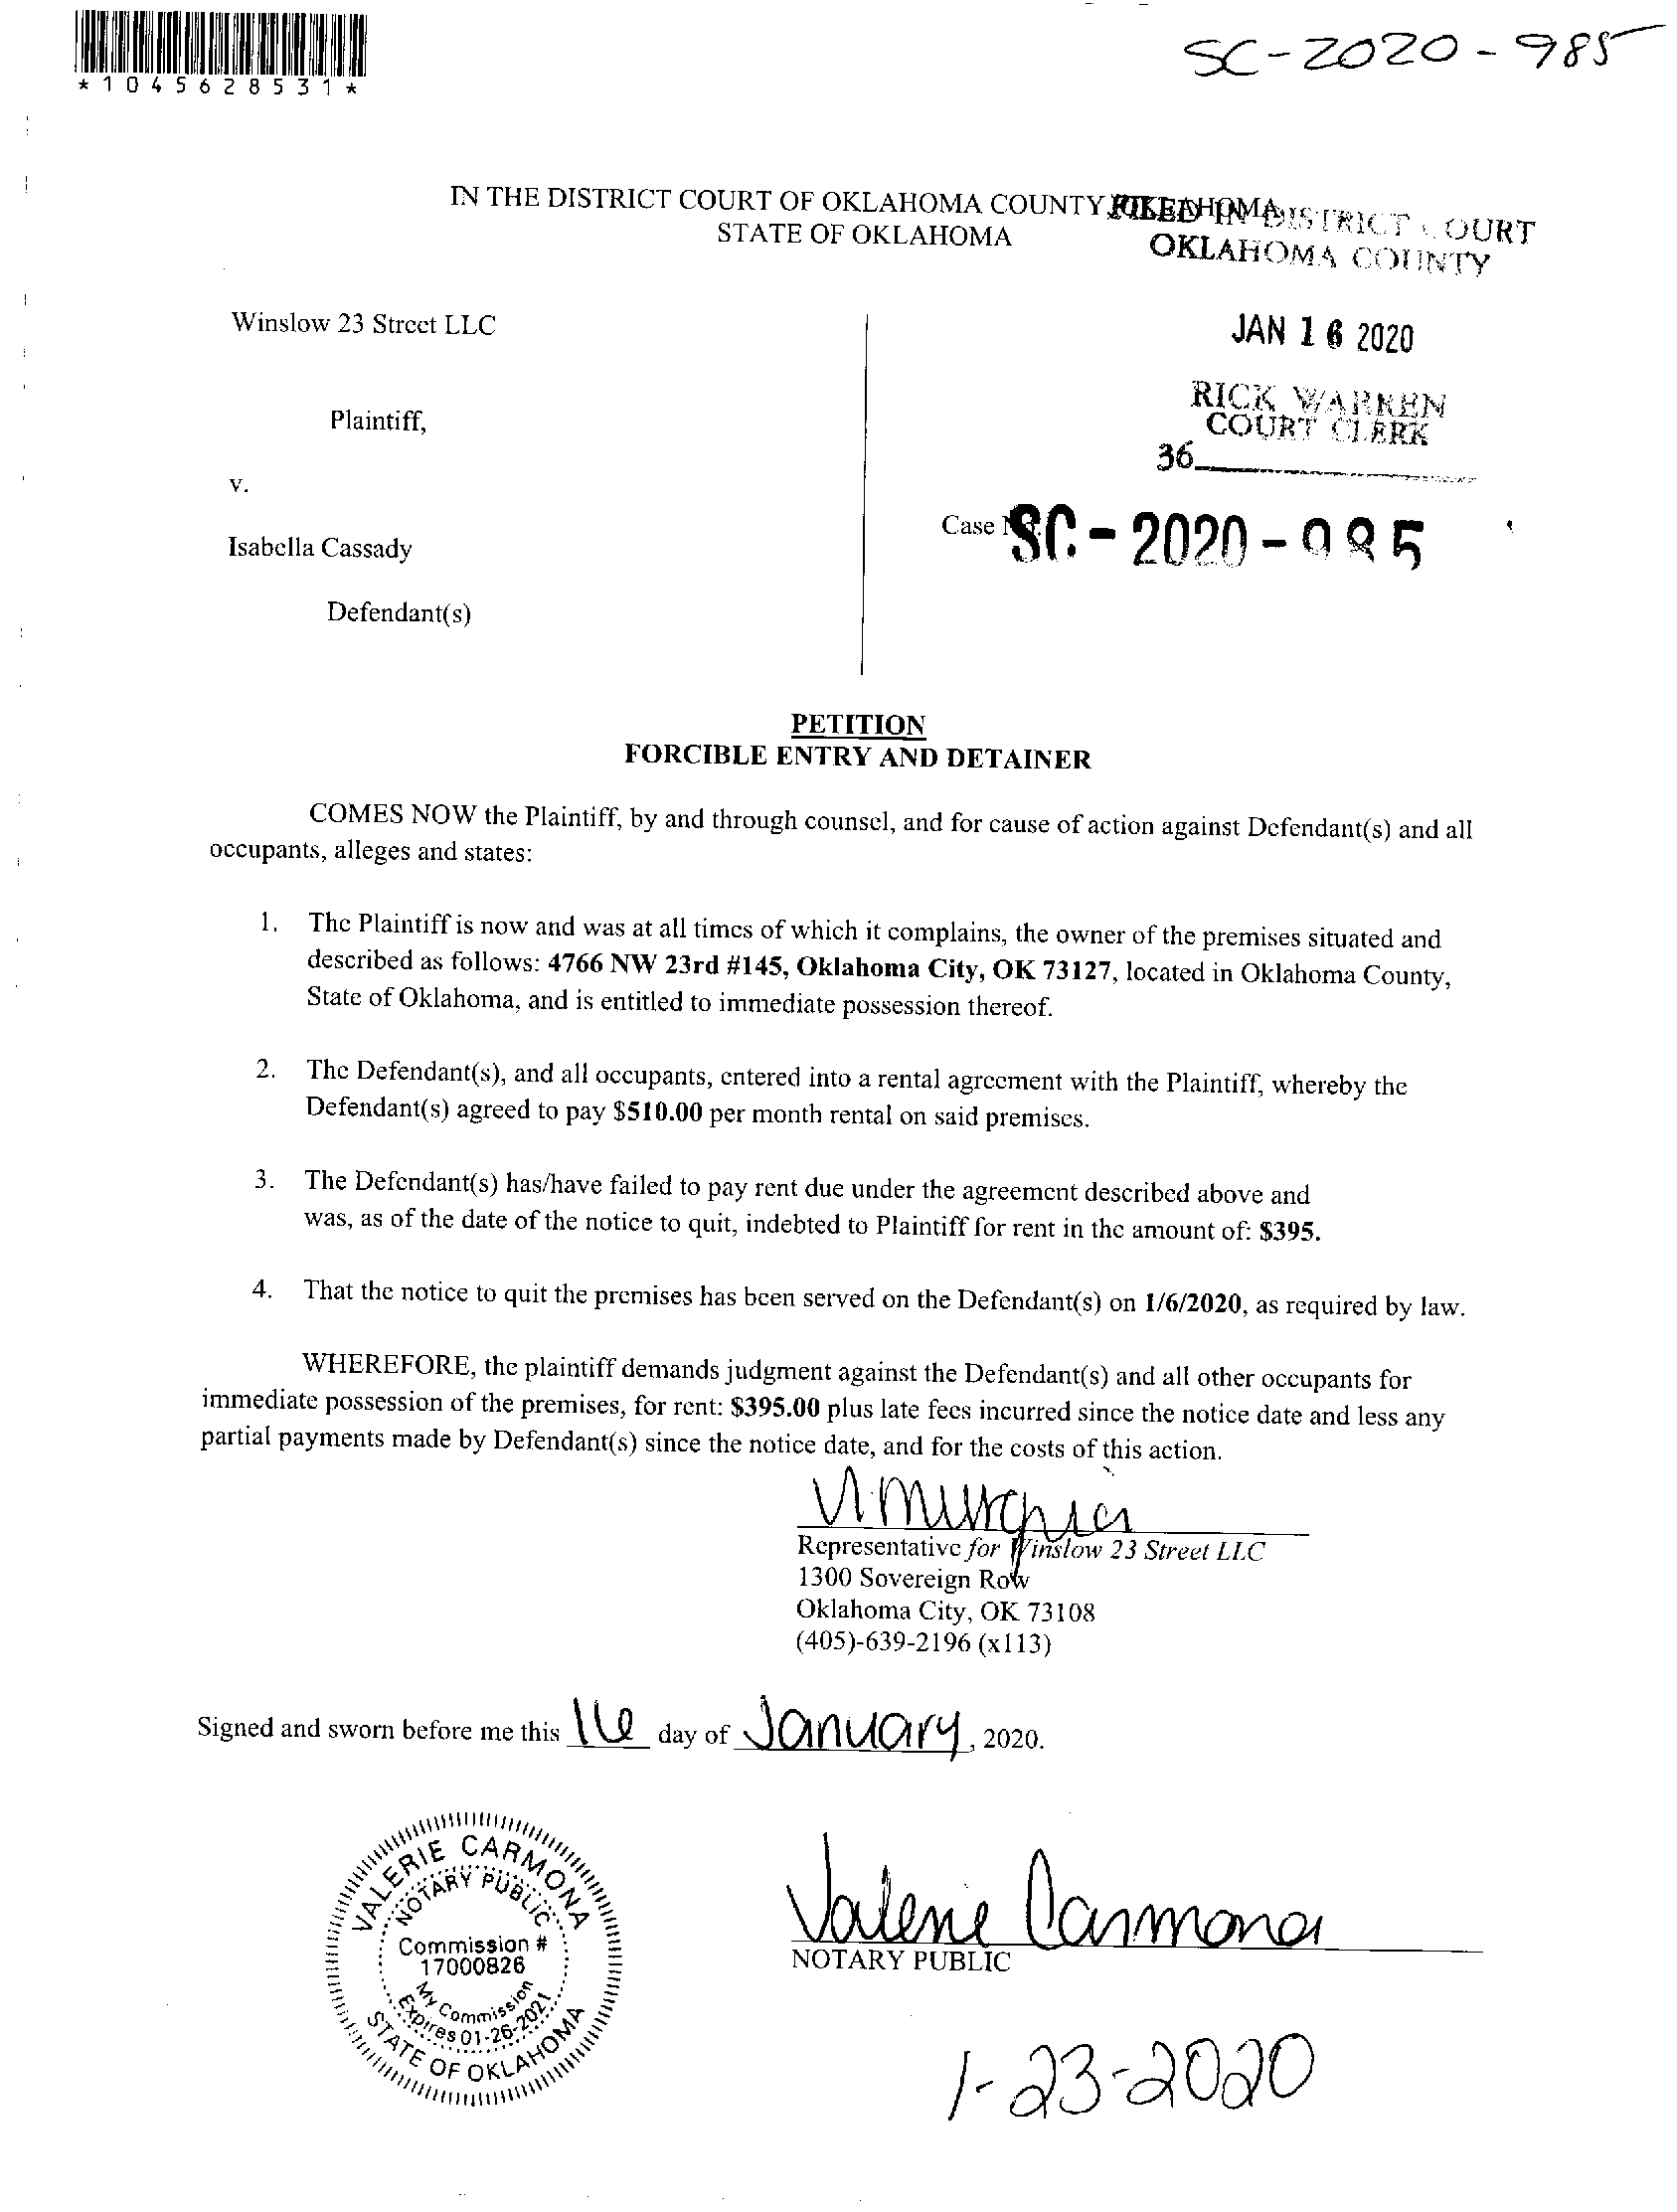 *1045628531*
SC-2020-985
IN THE DISTRICT COURT OF OKLAHOMA COUNTY, OKLAHOMA
STATE OF OKLAHOMA
FILED IN DISTRICT COURT
OKLAHOMA COUNTY
JAN 16 2020
RICK WARREN
COURT CLERK
36
Winslow 23 Street LLC
Plaintiff,
v.
Case No. SC-2020-985
Isabella Cassady
Defendant(s)
PETITION
FORCIBLE ENTRY AND DETAINER
COMES NOW the Plaintiff, by and through counsel, and for cause of action against Defendant(s) and all
occupants, alleges and states:
1. The Plaintiff is now and was at all times of which it complains, the owner of the premises situated and
described as follows: 4766 NW 23rd #145, Oklahoma City, OK 73127, located in Oklahoma County,
State of Oklahoma, and is entitled to immediate possession thereof.
2. The Defendant(s), and all occupants, entered into a rental agreement with the Plaintiff, whereby the
Defendant(s) agreed to pay $510.00 per month rental on said premises.
3. The Defendant(s) has/have failed to pay rent due under the agreement described above and
was, as of the date of the notice to quit, indebted to Plaintiff for rent in the amount of: $395.
4. That the notice to quit the premises has been served on the Defendant(s) on 1/6/2020, as required by law.
WHEREFORE, the plaintiff demands judgment against the Defendant(s) and all other occupants for
immediate possession of the premises, for rent: $395.00 plus late fees incurred since the notice date and less any
partial payments made by Defendant(s) since the notice date, and for the costs of this action.
Representative for Winslow 23 Street LLC
1300 Sovereign Row
Oklahoma City, OK 73108
(405)-639-2196 (x113)
Signed and sworn before me this 16 day of January, 2020.
VALERIE CARMONA
NOTARY PUBLIC
Commission #
17000826
My Commission
Expires 01-26-2021
STATE OF OKLAHOMA
Valerie Carmona
NOTARY PUBLIC
1-23-2020